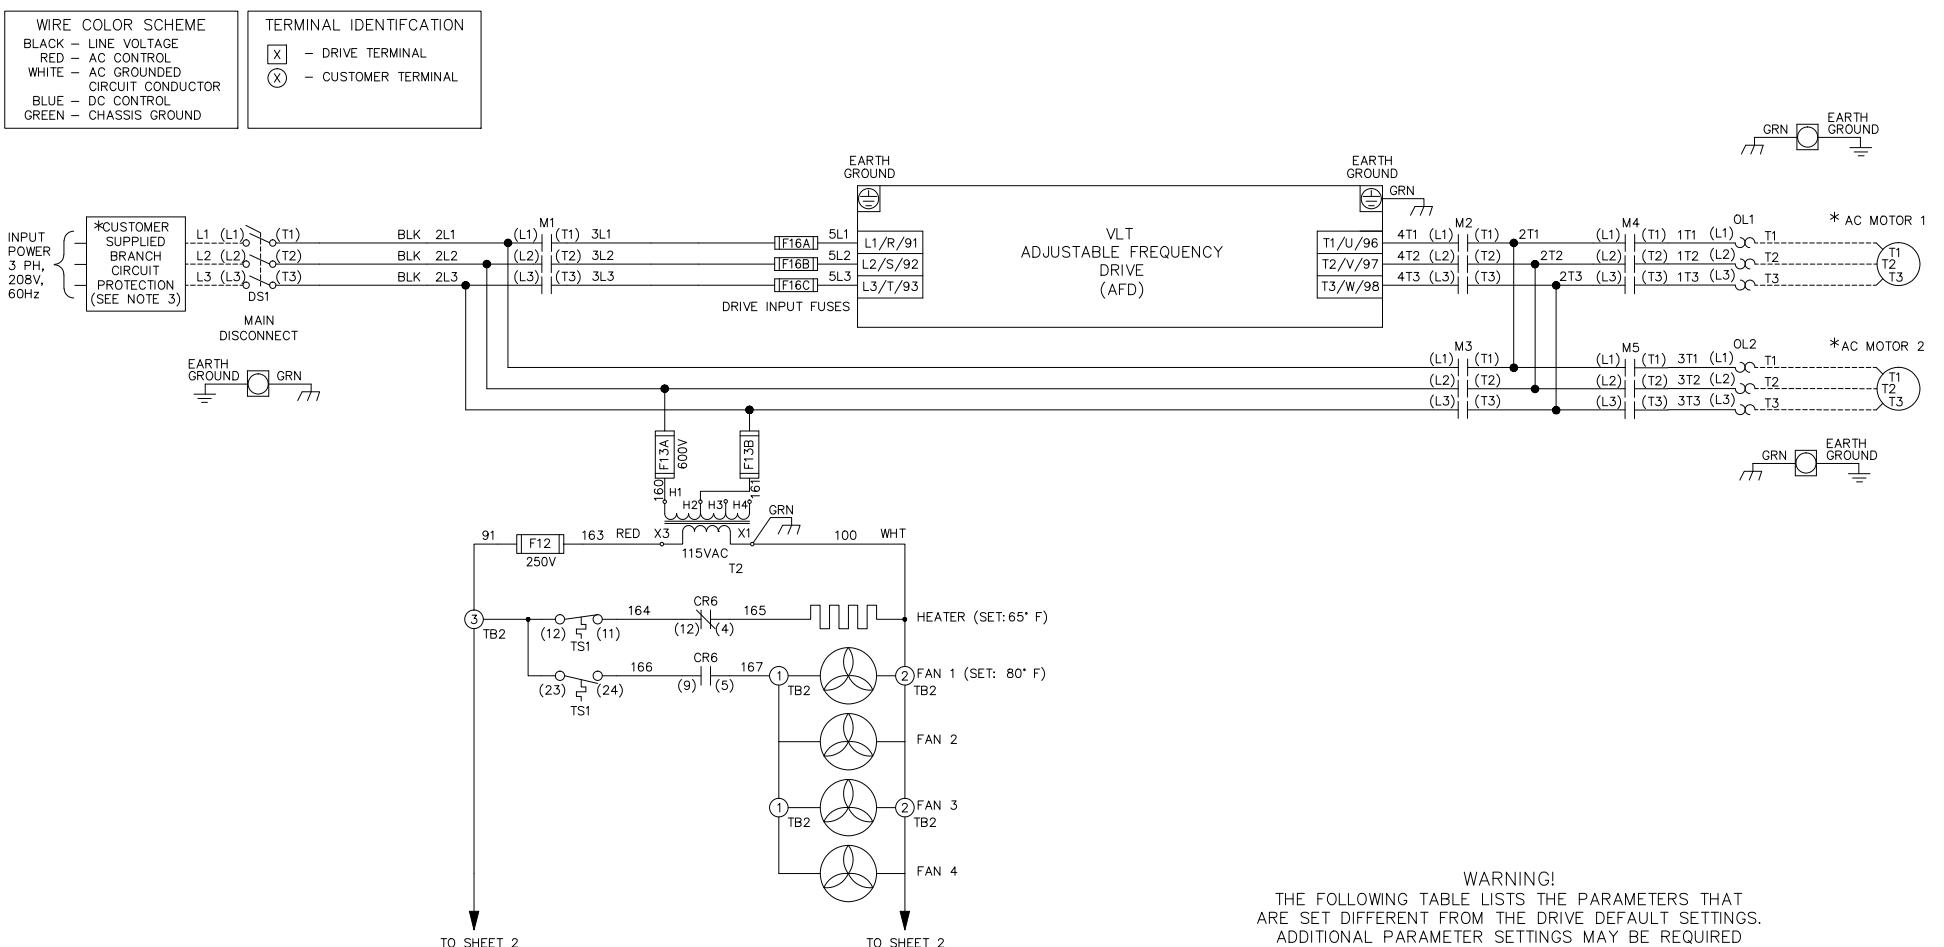 WIRE COLOR SCHEME
BLACK – LINE VOLTAGE
RED – AC CONTROL
WHITE – AC GROUNDED
CIRCUIT CONDUCTOR
BLUE – DC CONTROL
GREEN – CHASSIS GROUND
TERMINAL IDENTIFCATION
X – DRIVE TERMINAL
X – CUSTOMER TERMINAL
GRN
EARTH
GROUND
EARTH
GROUND
EARTH
GROUND
GRN
INPUT
POWER
3 PH,
208V,
60Hz
*CUSTOMER
SUPPLIED
BRANCH
CIRCUIT
PROTECTION
(SEE NOTE 3)
L1 (L1) (T1) BLK 2L1 (L1) M1 (T1) 3L1 F16A 5L1 L1/R/91
L2 (L2) (T2) BLK 2L2 (L2) (T2) 3L2 F16B 5L2 L2/S/92
L3 (L3) (T3) BLK 2L3 (L3) (T3) 3L3 F16C 5L3 L3/T/93
DS1
MAIN
DISCONNECT
DRIVE INPUT FUSES
VLT
ADJUSTABLE FREQUENCY
DRIVE
(AFD)
T1/U/96 4T1 (L1) M2 (T1) 2T1 (L1) M4 (T1) 1T1 (L1) OL1 T1
T2/V/97 4T2 (L2) (T2) 2T2 (L2) (T2) 1T2 (L2) T2
T3/W/98 4T3 (L3) (T3) 2T3 (L3) (T3) 1T3 (L3) T3
* AC MOTOR 1
T1
T2
T3
EARTH
GROUND GRN
(L1) M3 (T1) (L1) M5 (T1) 3T1 (L1) OL2 T1
(L2) (T2) (L2) (T2) 3T2 (L2) T2
(L3) (T3) (L3) (T3) 3T3 (L3) T3
* AC MOTOR 2
T1
T2
T3
GRN
EARTH
GROUND
F13A
600V
F13B
160
H1
H2
H3
H4
161
GRN
91 F12 163 RED X3 X1 100 WHT
250V
115VAC
T2
3
TB2
(12) (11)
TS1
164
CR6
(12) (4)
165
HEATER (SET:65° F)
(23) (24)
TS1
166
CR6
(9) (5)
167
1
TB2
2
TB2
FAN 1 (SET: 80° F)
FAN 2
1
TB2
2
TB2
FAN 3
FAN 4
TO SHEET 2
TO SHEET 2
WARNING!
THE FOLLOWING TABLE LISTS THE PARAMETERS THAT
ARE SET DIFFERENT FROM THE DRIVE DEFAULT SETTINGS.
ADDITIONAL PARAMETER SETTINGS MAY BE REQUIRED